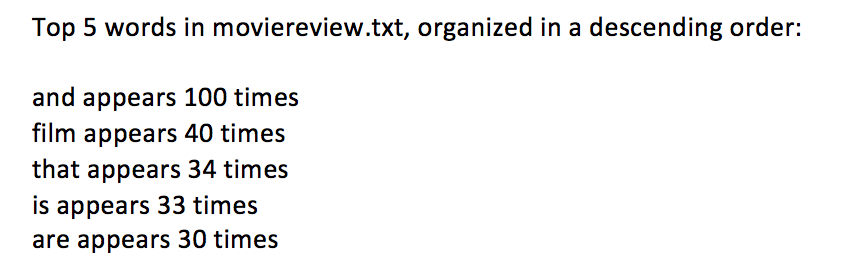 Top 5 words in moviereview.txt, organized in a descending order:
and appears 100 times
film appears 40 times
that appears 34 times
is appears 33 times
are appears 30 times